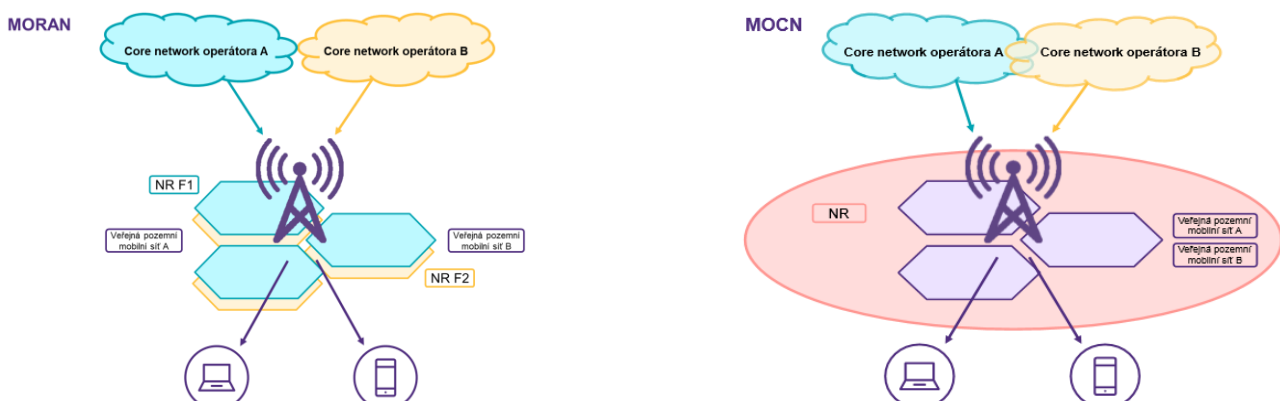 MORAN
Core network operátora A
Core network operátora B
NR F1
Veřejná pozemní
mobilní síť A
Veřejná pozemní
mobilní síť B
NR F2
MOCN
Core network operátora A
Core network operátora B
NR
Veřejná pozemní
mobilní síť A
Veřejná pozemní
mobilní síť B